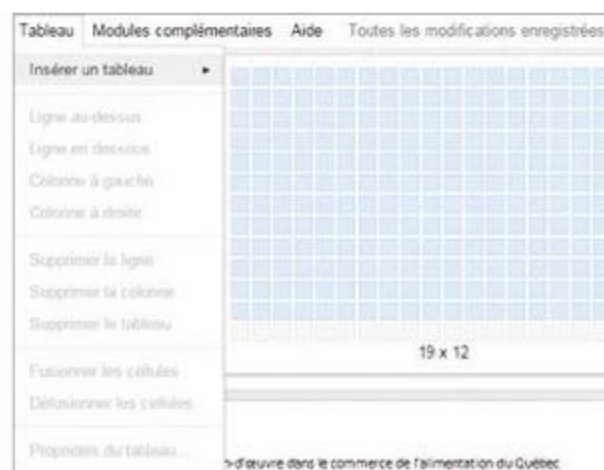 Tableau Modules complémentaires Aide Toutes les modifications enregistrées
Insérer un tableau
Ligne au-dessus
Ligne en dessous
Colonne à gauche
Colonne à droite
Supprimer la ligne
Supprimer la colonne
Supprimer le tableau
19 x 12
Fusionner les cellules
Défusionner les cellules
Propriétés du tableau...
n-d'œuvre dans le commerce de l'alimentation du Québec